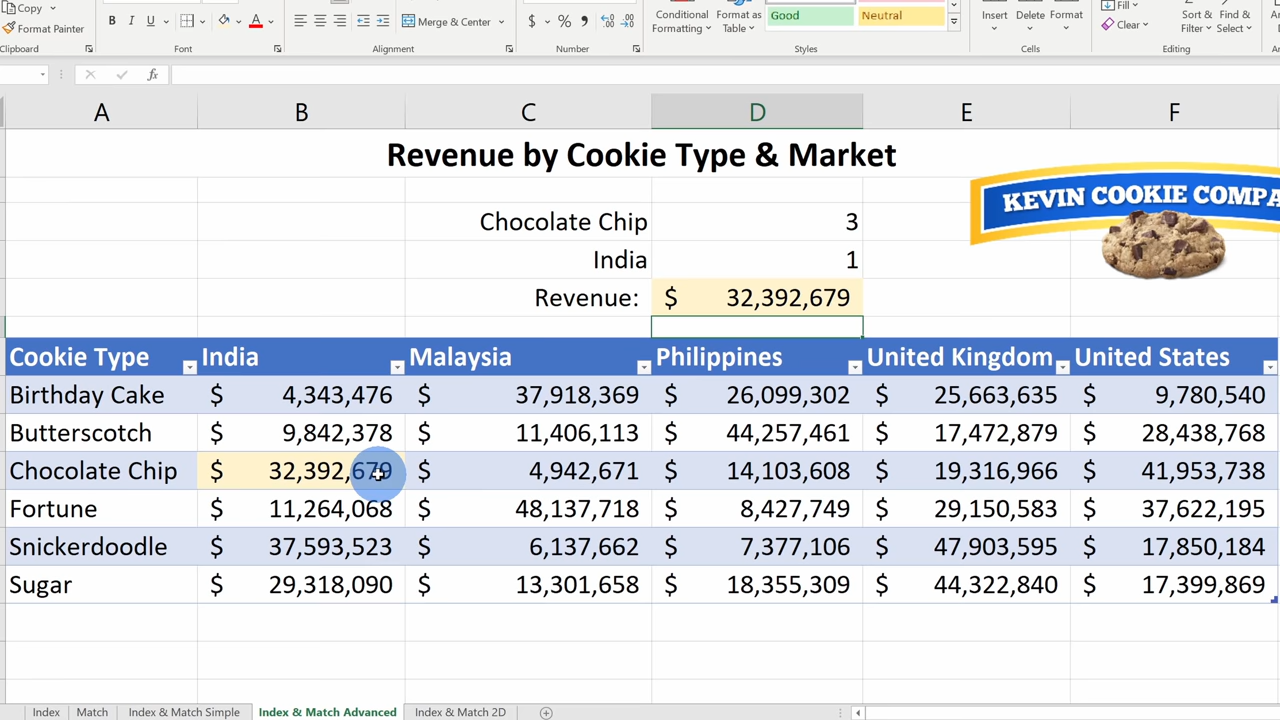 Copy
Format Painter
B I U A
Merge & Center
$ % 9
Conditional Formatting
Format as Table
Good
Neutral
Insert
Delete
Format
Fill
Clear
Sort & Filter
Find & Select
Clipboard
Font
Alignment
Number
Styles
Cells
Editing
fx
A B C D E F
Revenue by Cookie Type & Market
KEVIN COOKIE COMPA
Chocolate Chip 3
India 1
Revenue: $ 32,392,679
Cookie Type India Malaysia Philippines United Kingdom United States
Birthday Cake $ 4,343,476 $ 37,918,369 $ 26,099,302 $ 25,663,635 $ 9,780,540
Butterscotch $ 9,842,378 $ 11,406,113 $ 44,257,461 $ 17,472,879 $ 28,438,768
Chocolate Chip $ 32,392,679 $ 4,942,671 $ 14,103,608 $ 19,316,966 $ 41,953,738
Fortune $ 11,264,068 $ 48,137,718 $ 8,427,749 $ 29,150,583 $ 37,622,195
Snickerdoodle $ 37,593,523 $ 6,137,662 $ 7,377,106 $ 47,903,595 $ 17,850,184
Sugar $ 29,318,090 $ 13,301,658 $ 18,355,309 $ 44,322,840 $ 17,399,869
Index Match Index & Match Simple Index & Match Advanced Index & Match 2D